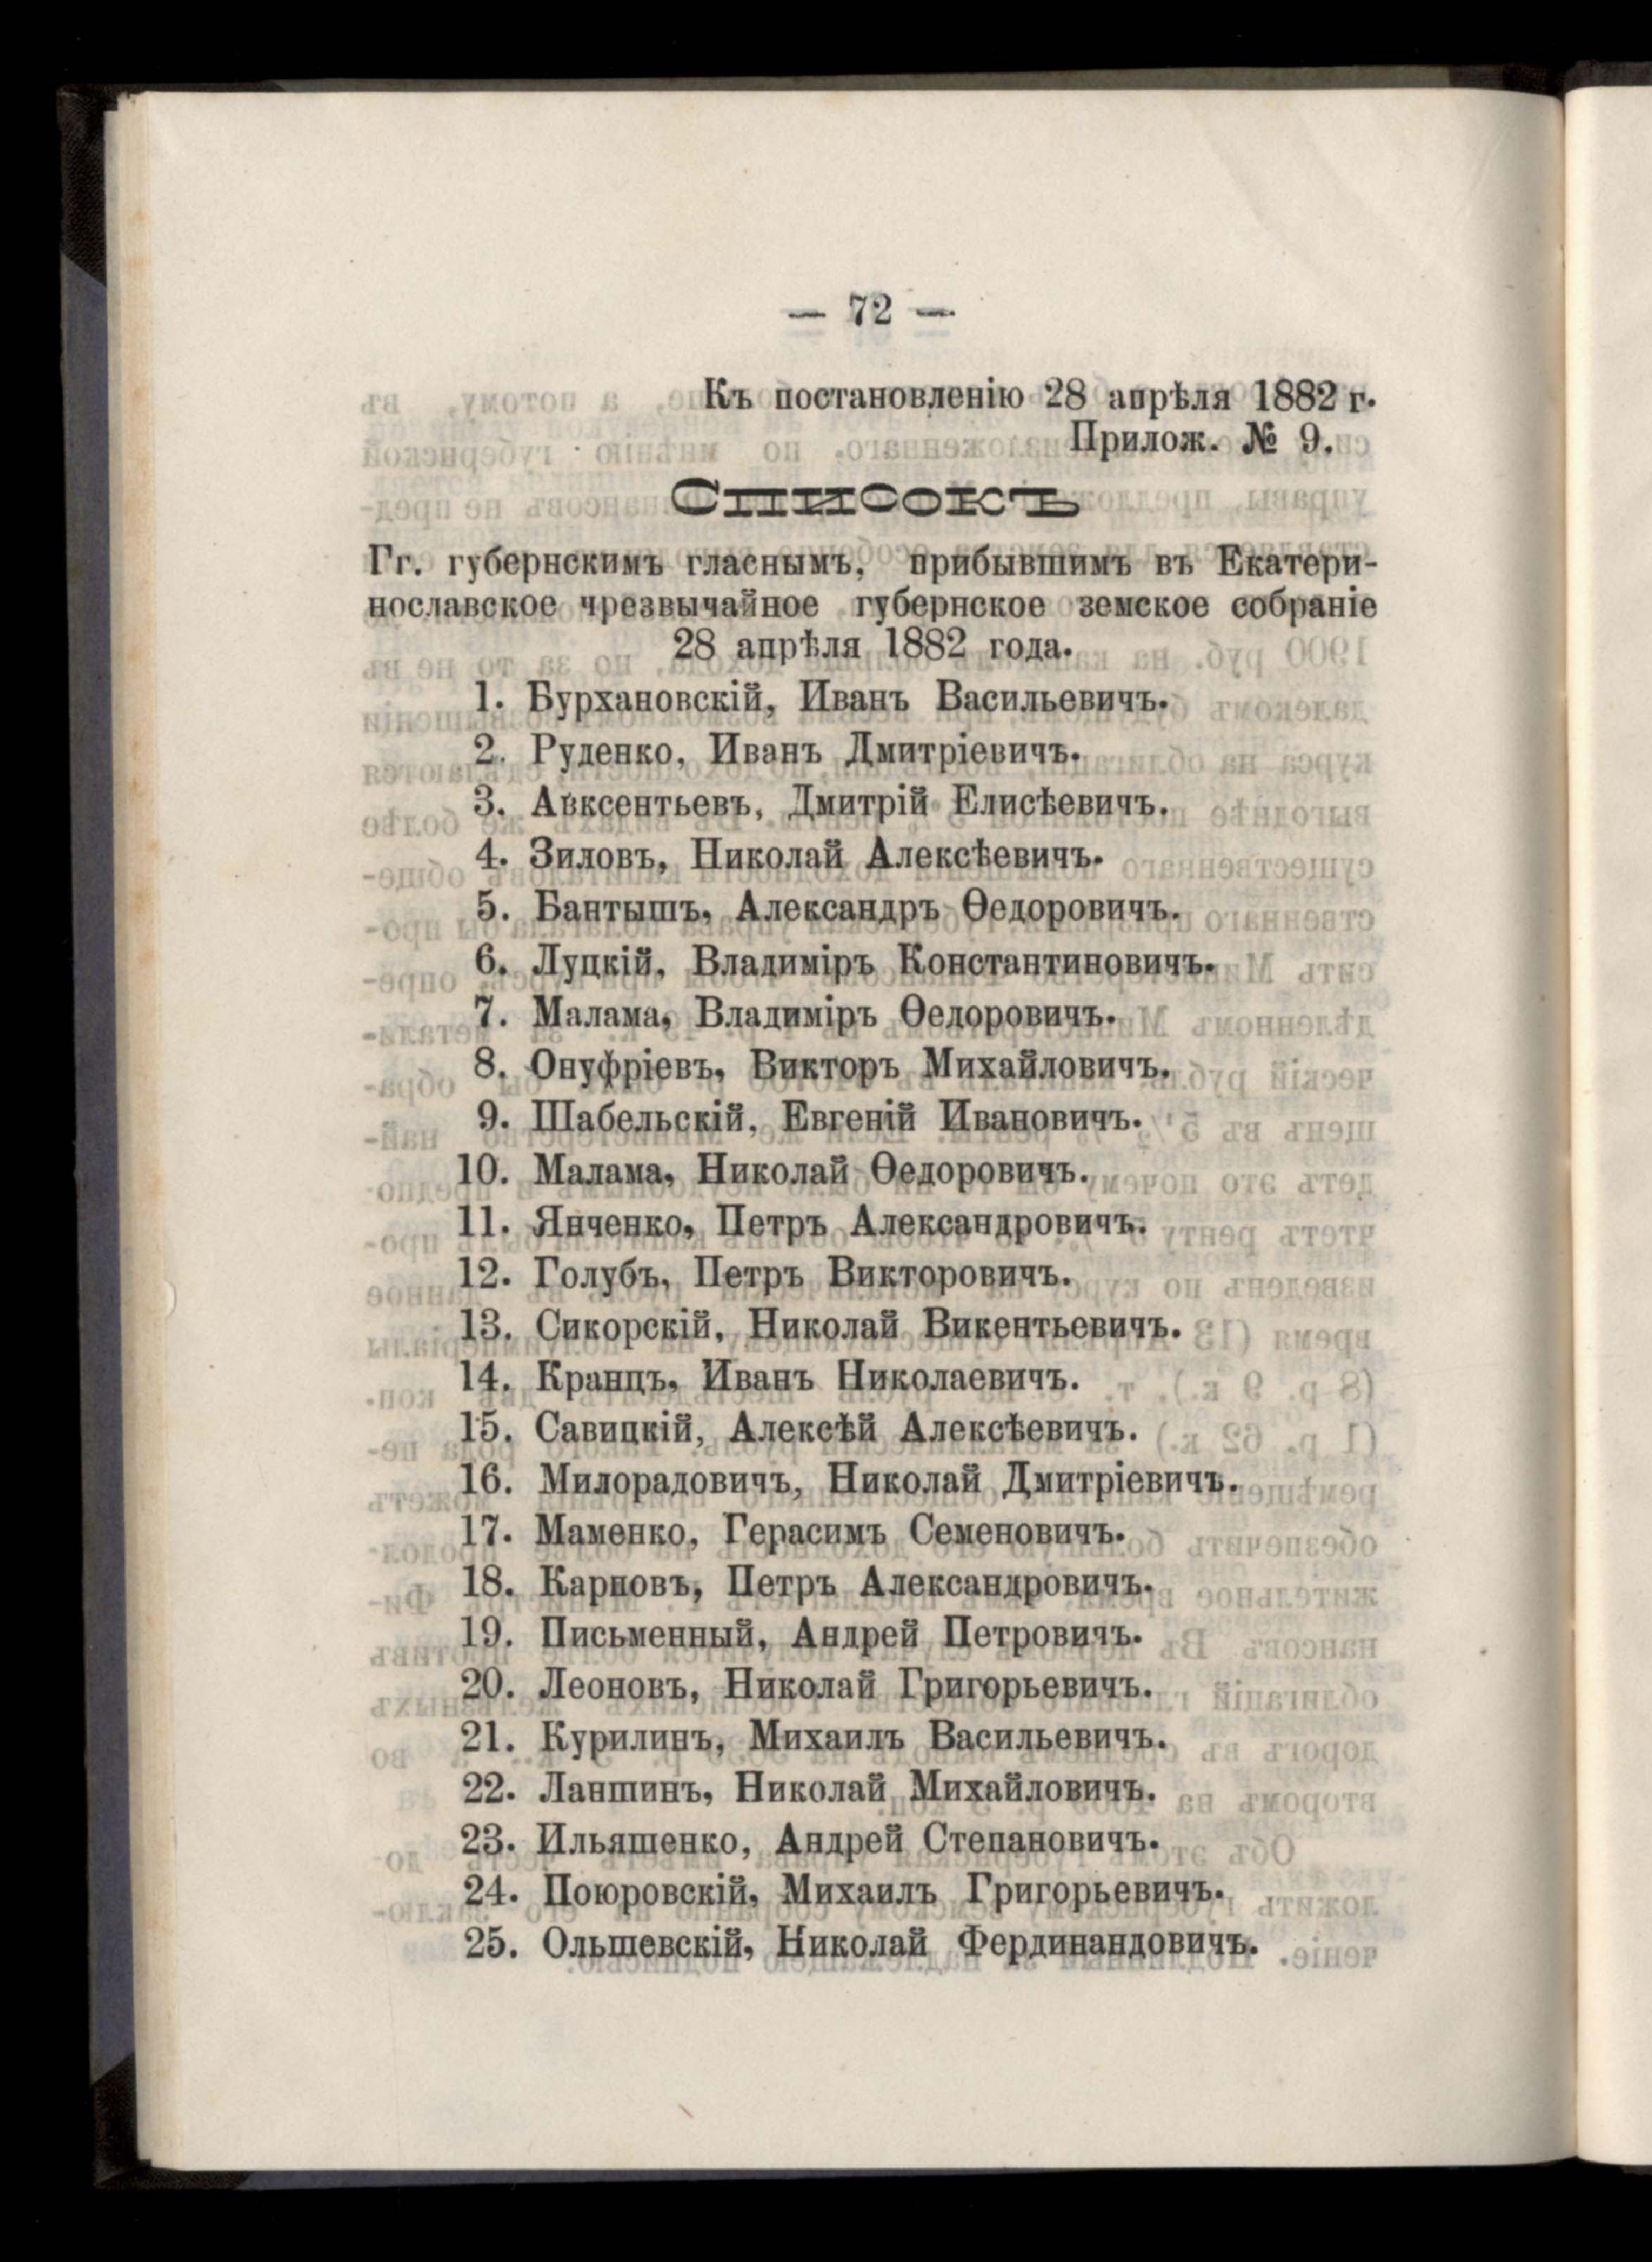 — 72 —
Къ постановленію 28 апрѣля 1882 г.
Прилож. № 9.
Списокъ
Гг. губернскимъ гласнымъ, прибывшимъ въ Екатери-
нославское чрезвычайное губернское земское собраніе
28 апрѣля 1882 года.
1. Бурхановскій, Иванъ Васильевичъ.
2. Руденко, Иванъ Дмитріевичъ.
3. Авксентьевъ, Дмитрій Елисѣевичъ.
4. Зиловъ, Николай Алексѣевичъ.
5. Бантышъ, Александръ Ѳедоровичъ.
6. Луцкій, Владиміръ Константиновичъ.
7. Малама, Владиміръ Ѳедоровичъ.
8. Онуфріевъ, Викторъ Михайловичъ.
9. Шабельскій, Евгеній Ивановичъ.
10. Малама, Николай Ѳедоровичъ.
11. Янченко, Петръ Александровичъ.
12. Голубъ, Петръ Викторовичъ.
13. Сикорскій, Николай Викентьевичъ.
14. Кранцъ, Иванъ Николаевичъ.
15. Савицкій, Алексѣй Алексѣевичъ.
16. Милорадовичъ, Николай Дмитріевичъ.
17. Маменко, Герасимъ Семеновичъ.
18. Карповъ, Петръ Александровичъ.
19. Письменный, Андрей Петровичъ.
20. Леоновъ, Николай Григорьевичъ.
21. Курилинъ, Михаилъ Васильевичъ.
22. Ланшинъ, Николай Михайловичъ.
23. Ильяшенко, Андрей Степановичъ.
24. Поюровскій, Михаилъ Григорьевичъ.
25. Ольшевскій, Николай Фердинандовичъ.